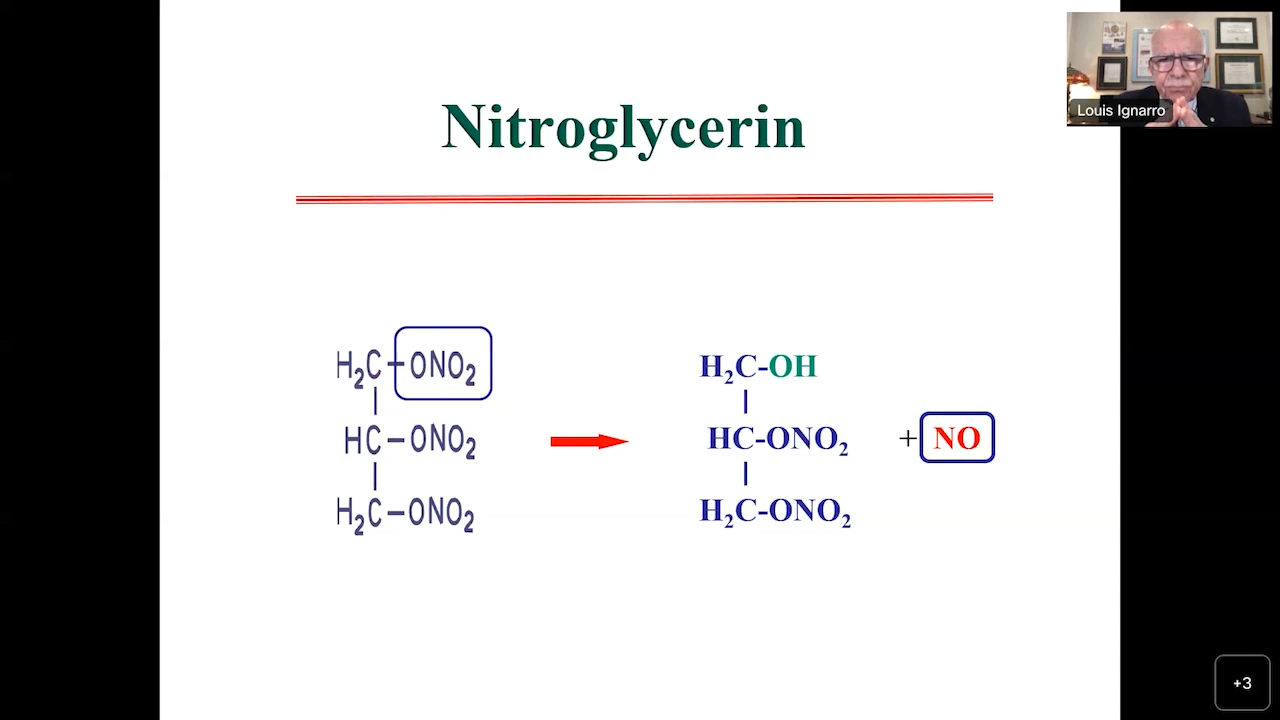 Nitroglycerin
Louis Ignarro
H₂C-ONO₂
HC-ONO₂
H₂C-ONO₂
H₂C-OH
HC-ONO₂
H₂C-ONO₂
+ NO
+3